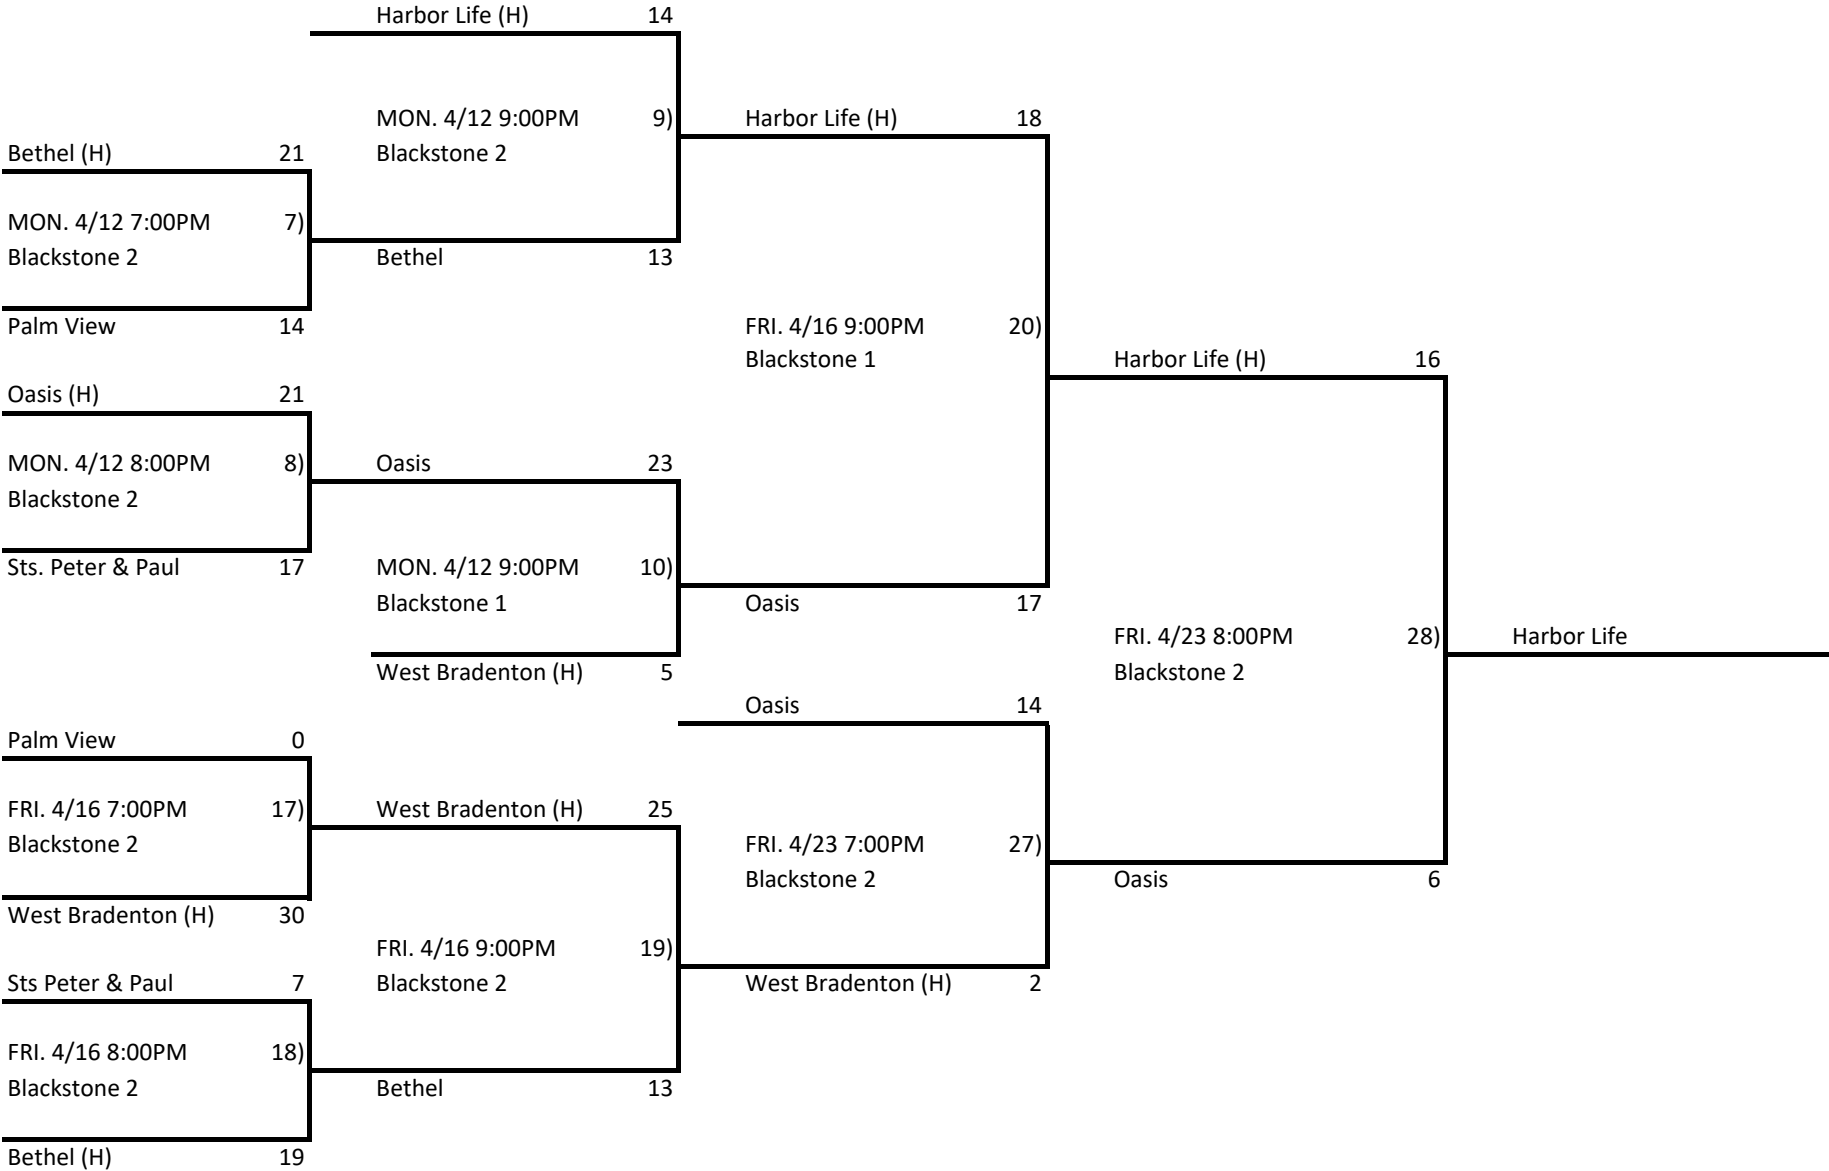 Harbor Life (H) 14
MON. 4/12 9:00PM 9)
Blackstone 2
Harbor Life (H) 18
Bethel (H) 21
MON. 4/12 7:00PM 7)
Blackstone 2
Bethel 13
Palm View 14
FRI. 4/16 9:00PM 20)
Blackstone 1
Harbor Life (H) 16
Oasis (H) 21
MON. 4/12 8:00PM 8)
Blackstone 2
Oasis 23
Sts. Peter & Paul 17
MON. 4/12 9:00PM 10)
Blackstone 1
Oasis 17
West Bradenton (H) 5
FRI. 4/23 8:00PM 28)
Blackstone 2
Harbor Life
Oasis 14
Palm View 0
FRI. 4/16 7:00PM 17)
Blackstone 2
West Bradenton (H) 25
FRI. 4/23 7:00PM 27)
Blackstone 2
Oasis 6
West Bradenton (H) 30
FRI. 4/16 9:00PM 19)
Blackstone 2
West Bradenton (H) 2
Sts Peter & Paul 7
FRI. 4/16 8:00PM 18)
Blackstone 2
Bethel 13
Bethel (H) 19